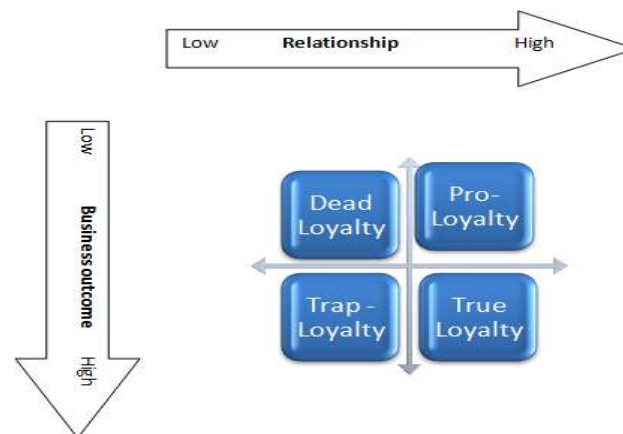 Low Relationship High
Low Business outcome High
Dead
Loyalty
Pro-
Loyalty
Trap -
Loyalty
True
Loyalty